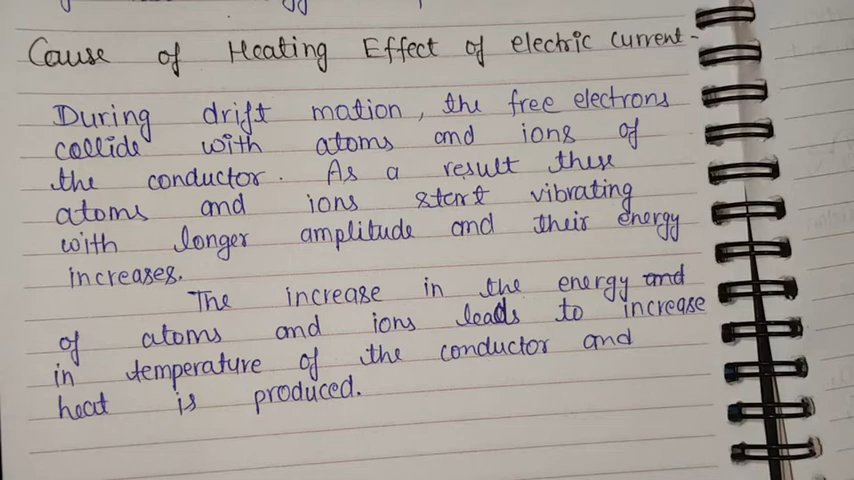 Cause of Heating Effect of electric current-
During drift mation, the free electrons
collide with atoms and ions of
the conductor. As a result these
atoms and ions start vibrating
with longer amplitude and their energy
increases.
The increase in the energy and
of atoms and ions leads to increase
in temperature of the conductor and
heat is produced.